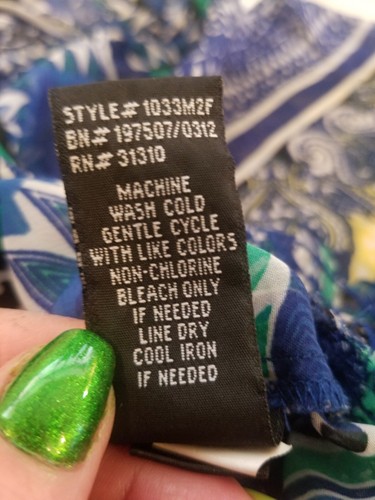 STYLE# 1033M2F
BN# 197507/0312
RN# 31310
MACHINE
WASH COLD
GENTLE CYCLE
WITH LIKE COLORS
NON-CHLORINE
BLEACH ONLY
IF NEEDED
LINE DRY
COOL IRON
IF NEEDED